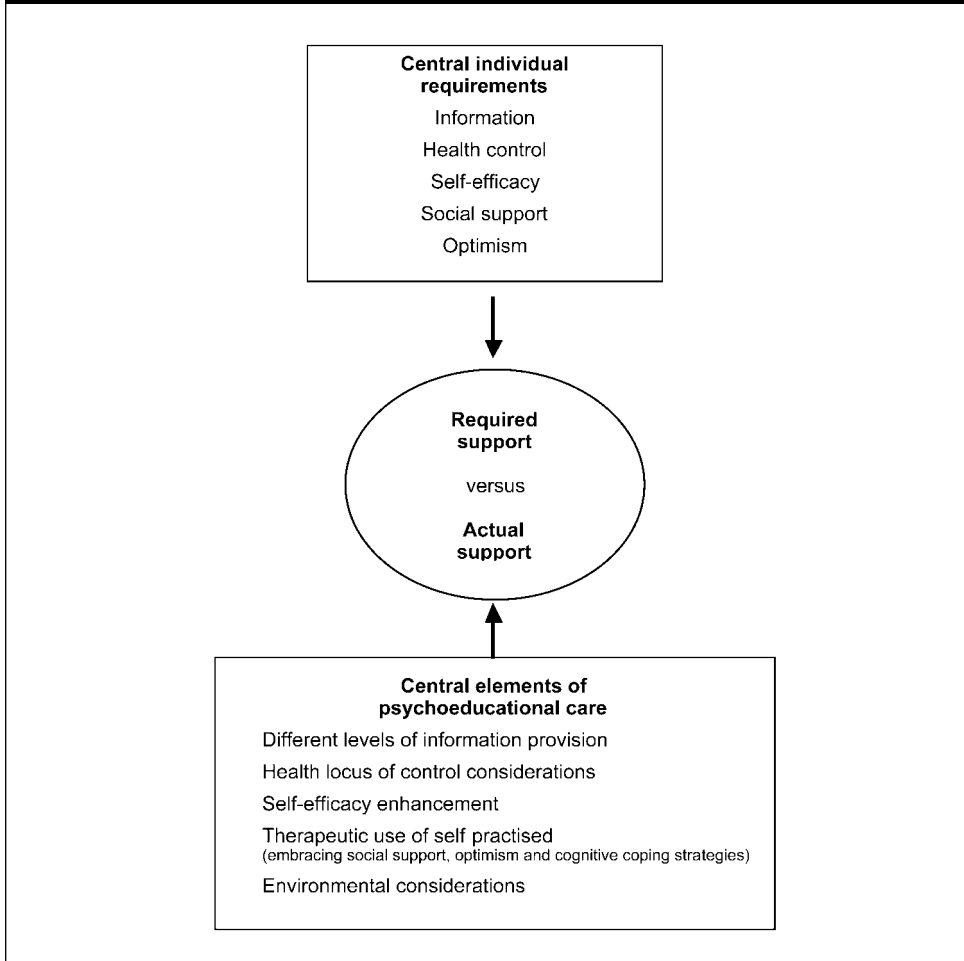 Central individual
requirements
Information
Health control
Self-efficacy
Social support
Optimism
Required
support
versus
Actual
support
Central elements of
psychoeducational care
Different levels of information provision
Health locus of control considerations
Self-efficacy enhancement
Therapeutic use of self practised
(embracing social support, optimism and cognitive coping strategies)
Environmental considerations